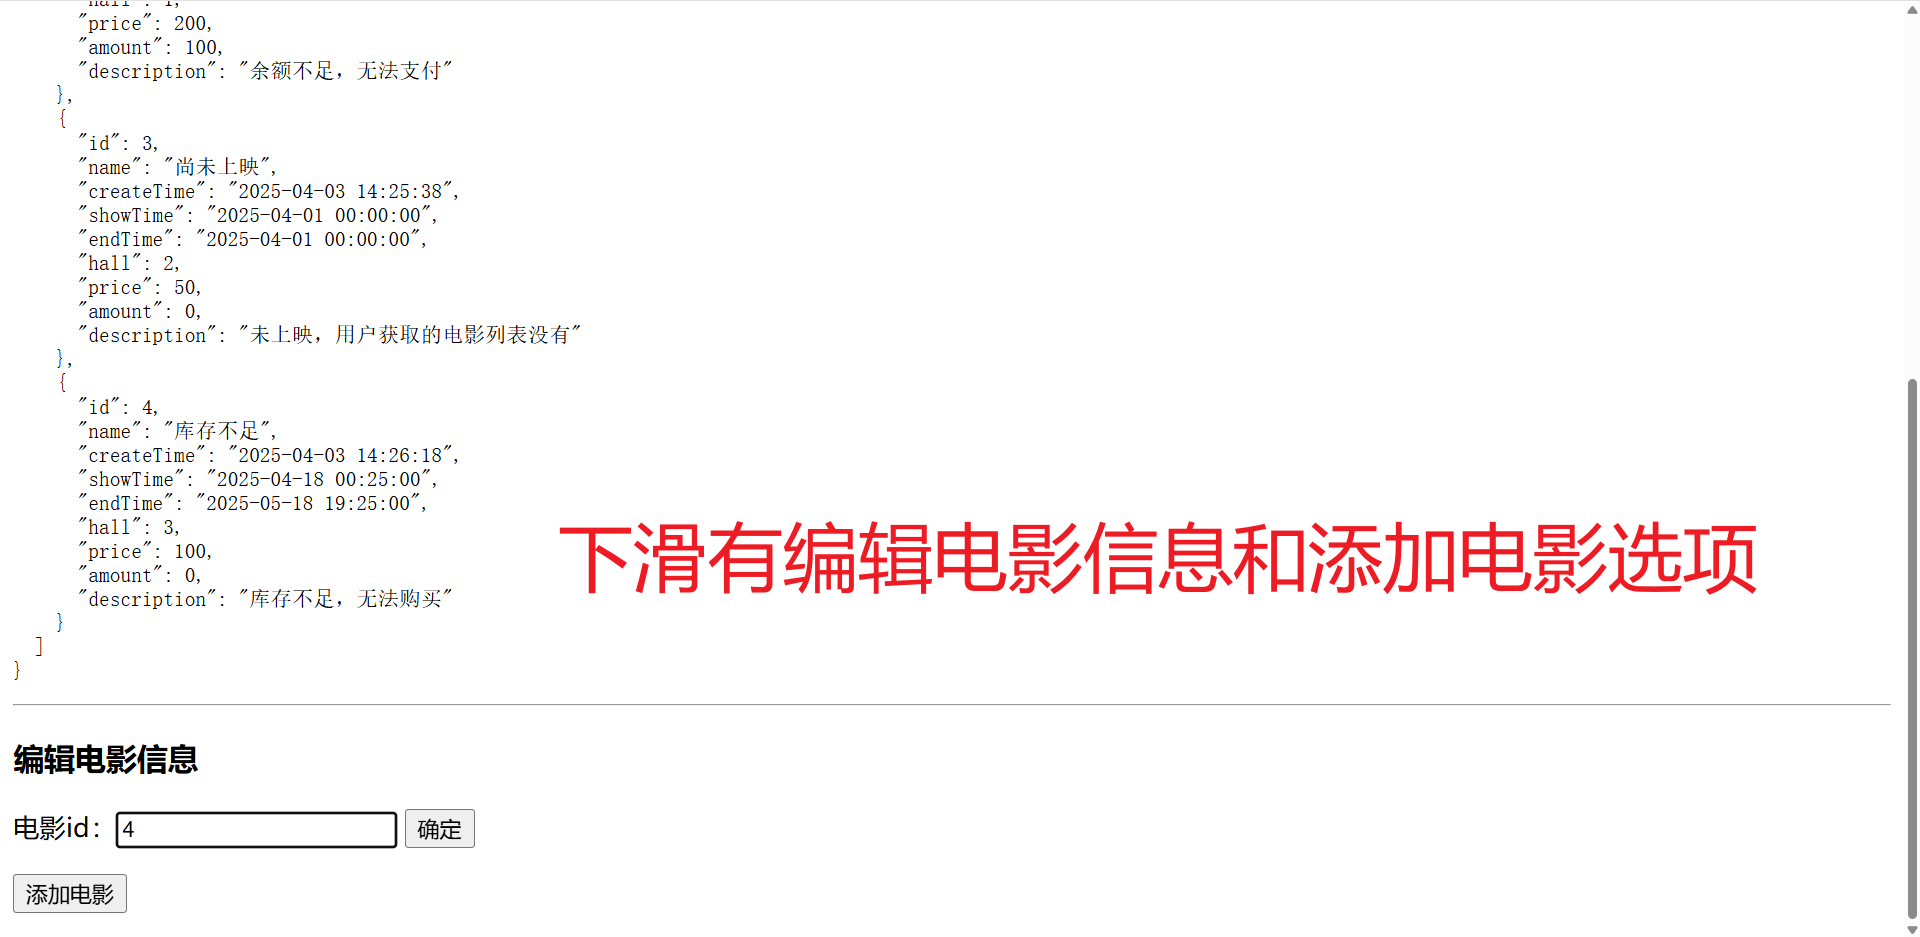 "hall": 1,
"price": 200,
"amount": 100,
"description": "余额不足，无法支付"
},
{
"id": 3,
"name": "尚未上映",
"createTime": "2025-04-03 14:25:38",
"showTime": "2025-04-01 00:00:00",
"endTime": "2025-04-01 00:00:00",
"hall": 2,
"price": 50,
"amount": 0,
"description": "未上映，用户获取的电影列表没有"
},
{
"id": 4,
"name": "库存不足",
"createTime": "2025-04-03 14:26:18",
"showTime": "2025-04-18 00:25:00",
"endTime": "2025-05-18 19:25:00",
"hall": 3,
"price": 100,
"amount": 0,
"description": "库存不足，无法购买"
}
]
}
下滑有编辑电影信息和添加电影选项
编辑电影信息
电影id： 4 确定
添加电影